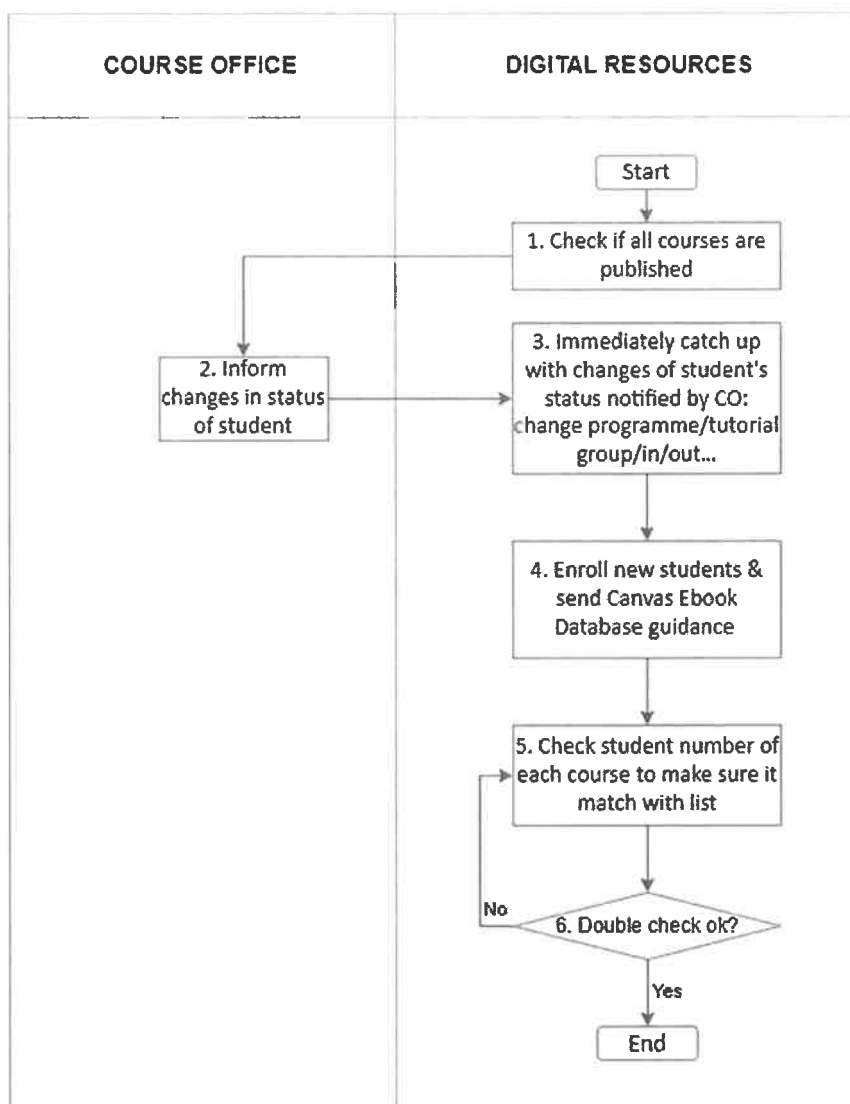 COURSE OFFICE
DIGITAL RESOURCES
Start
1. Check if all courses are
published
2. Inform
changes in status
of student
3. Immediately catch up
with changes of student's
status notified by CO:
change programme/tutorial
group/in/out...
4. Enroll new students &
send Canvas Ebook
Database guidance
5. Check student number of
each course to make sure it
match with list
No
6. Double check ok?
Yes
End